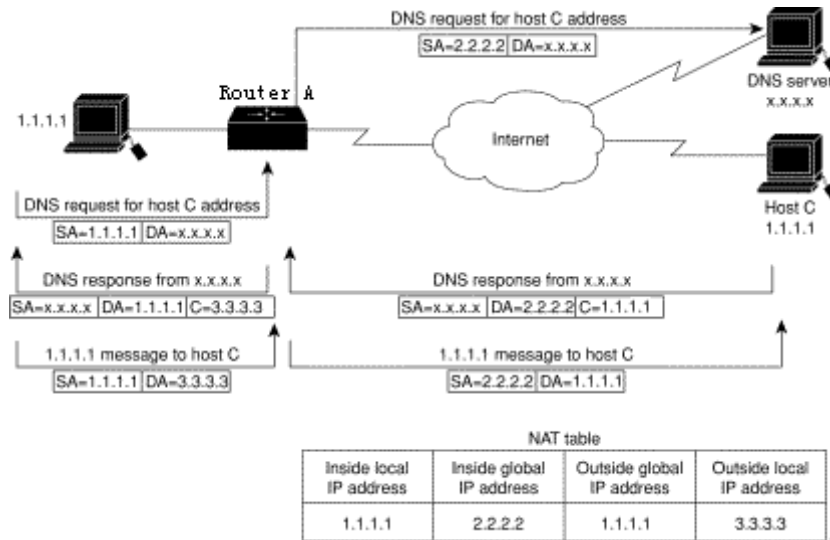 DNS request for host C address
SA=2.2.2.2 DA=x.x.x.x
DNS server
x.x.x.x
Router A
1.1.1.1
Internet
DNS request for host C address
SA=1.1.1.1 DA=x.x.x.x
Host C
1.1.1.1
DNS response from x.x.x.x
SA=x.x.x.x DA=1.1.1.1 C=3.3.3.3
DNS response from x.x.x.x
SA=x.x.x.x DA=2.2.2.2 C=1.1.1.1
1.1.1.1 message to host C
SA=1.1.1.1 DA=3.3.3.3
1.1.1.1 message to host C
SA=2.2.2.2 DA=1.1.1.1
NAT table
Inside local IP address
Inside global IP address
Outside global IP address
Outside local IP address
1.1.1.1 2.2.2.2 1.1.1.1 3.3.3.3